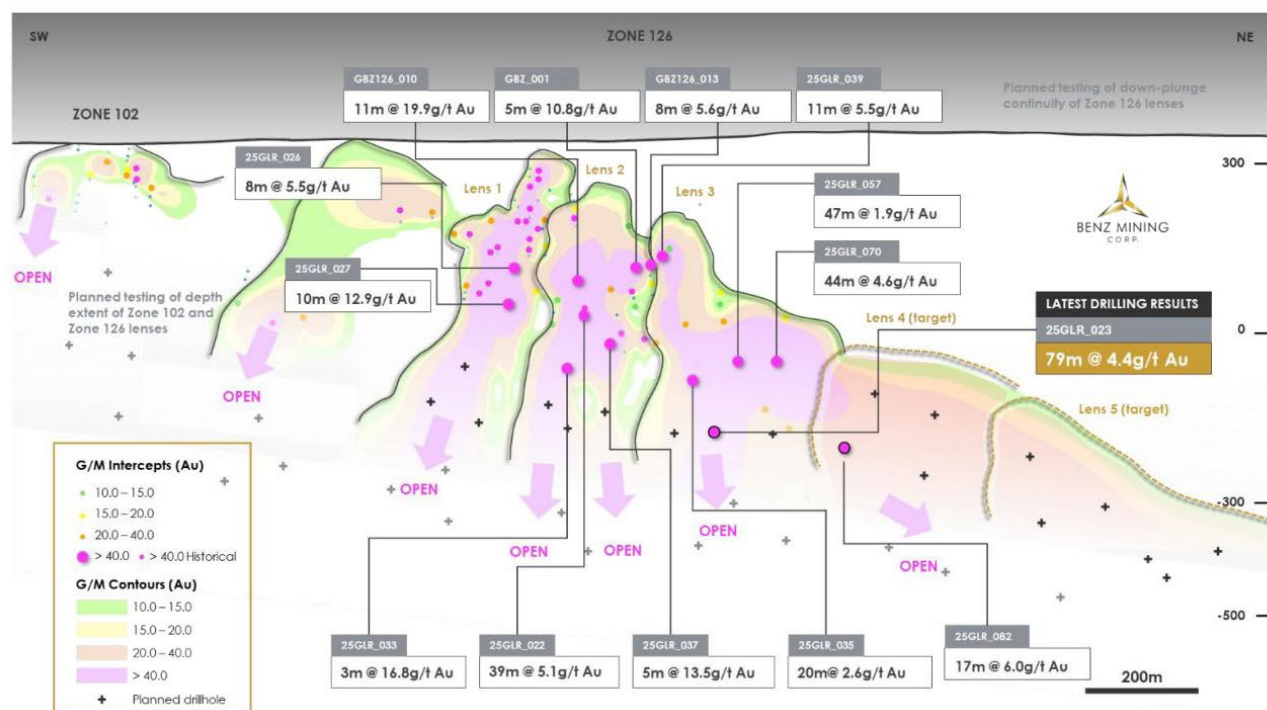 SW
ZONE 126
NE
GBZ126_010
11m @ 19.9g/t Au
GBZ_001
5m @ 10.8g/t Au
GBZ126_013
8m @ 5.6g/t Au
25GLR_039
11m @ 5.5g/t Au
Planned testing of down-plunge
continuity of Zone 126 lenses
ZONE 102
300
25GLR_026
8m @ 5.5g/t Au
Lens 1
Lens 2
Lens 3
25GLR_057
47m @ 1.9g/t Au
BENZ MINING
CORP.
OPEN
25GLR_027
10m @ 12.9g/t Au
25GLR_070
44m @ 4.6g/t Au
Planned testing of depth
extent of Zone 102 and
Zone 126 lenses
LATEST DRILLING RESULTS
25GLR_023
79m @ 4.4g/t Au
Lens 4 (target)
0
OPEN
Lens 5 (target)
G/M Intercepts (Au)
10.0 – 15.0
15.0 – 20.0
20.0 – 40.0
> 40.0
> 40.0 Historical
G/M Contours (Au)
10.0 – 15.0
15.0 – 20.0
20.0 – 40.0
> 40.0
Planned drillhole
OPEN
OPEN
OPEN
OPEN
OPEN
-300
-500
25GLR_033
3m @ 16.8g/t Au
25GLR_022
39m @ 5.1g/t Au
25GLR_037
5m @ 13.5g/t Au
25GLR_035
20m@ 2.6g/t Au
25GLR_082
17m @ 6.0g/t Au
200m